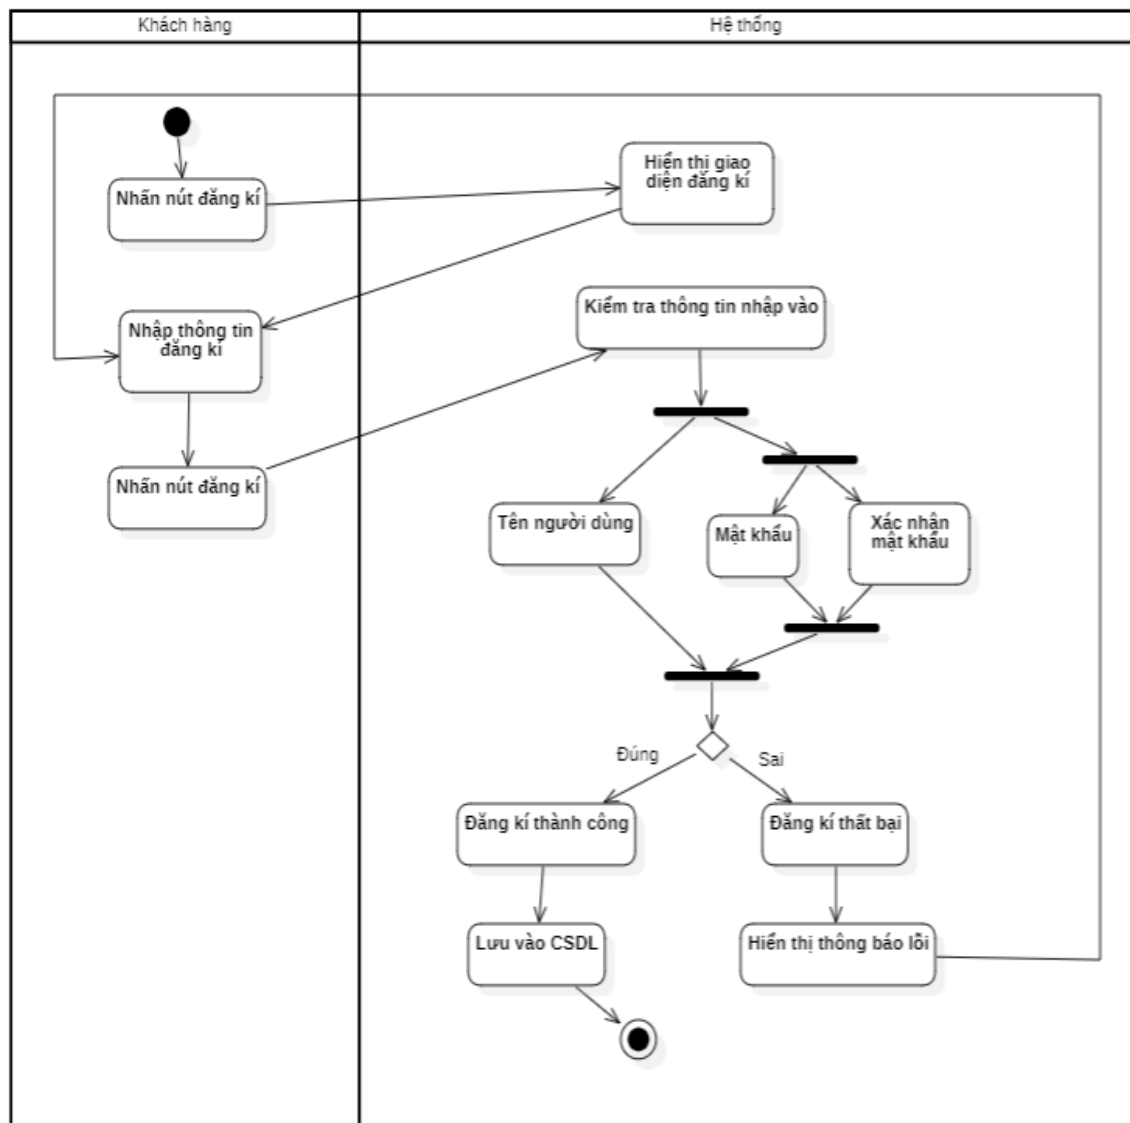 Khách hàng
Hệ thống
Nhấn nút đăng kí
Hiển thị giao
diện đăng kí
Nhập thông tin
đăng kí
Kiểm tra thông tin nhập vào
Nhấn nút đăng kí
Tên người dùng
Mật khẩu
Xác nhận
mật khẩu
Đúng
Sai
Đăng kí thành công
Đăng kí thất bại
Lưu vào CSDL
Hiển thị thông báo lỗi